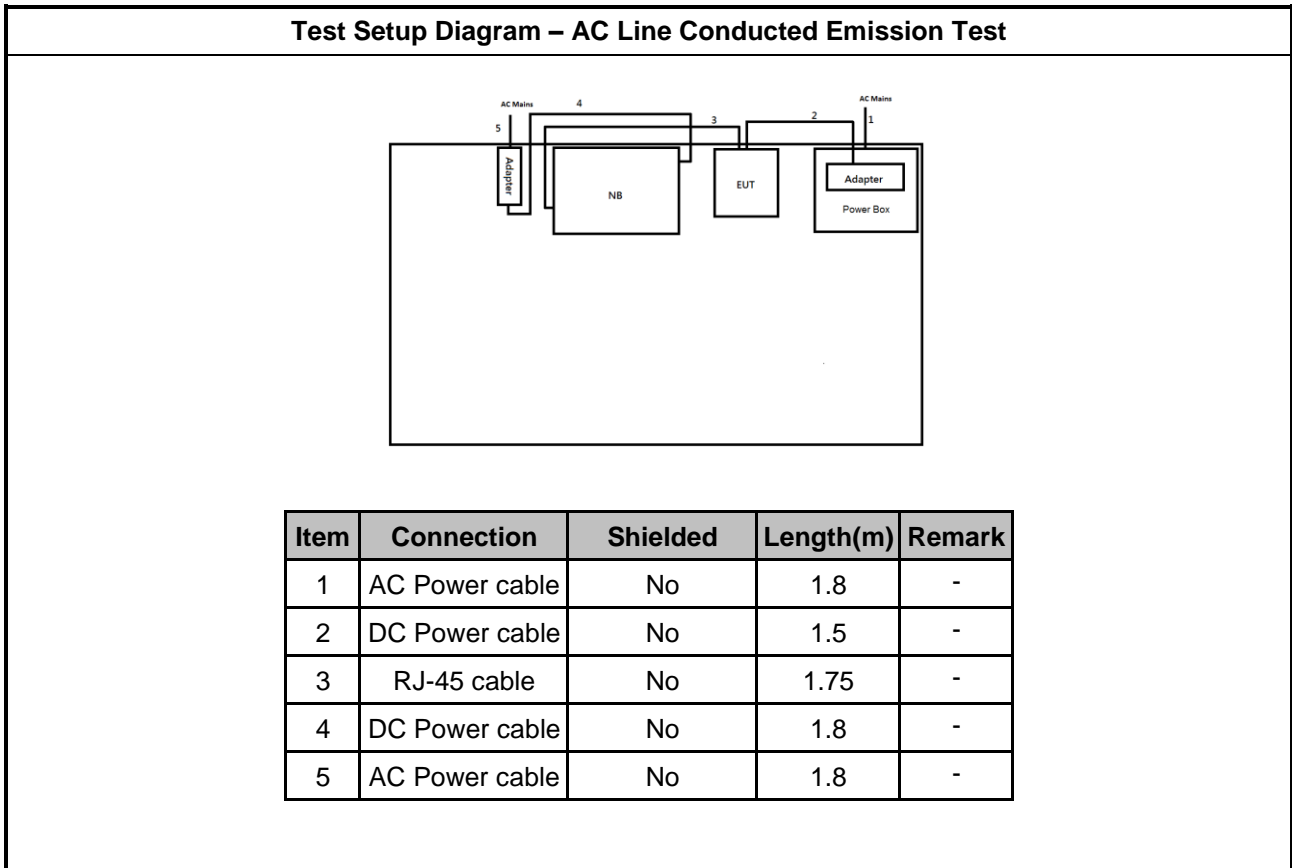 Test Setup Diagram – AC Line Conducted Emission Test
AC Mains 4 AC Mains
5 3 2 1
Adapter NB EUT Adapter
Power Box
Item Connection Shielded Length(m) Remark
1 AC Power cable No 1.8 -
2 DC Power cable No 1.5 -
3 RJ-45 cable No 1.75 -
4 DC Power cable No 1.8 -
5 AC Power cable No 1.8 -